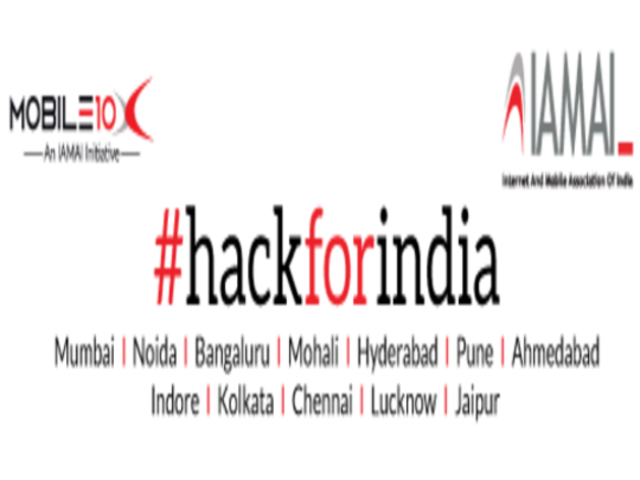 MOBILE10X
An IAMAI Initiative
IAMAI
Internet And Mobile Association Of India
#hackforindia
Mumbai | Noida | Bangaluru | Mohali | Hyderabad | Pune | Ahmedabad
Indore | Kolkata | Chennai | Lucknow | Jaipur